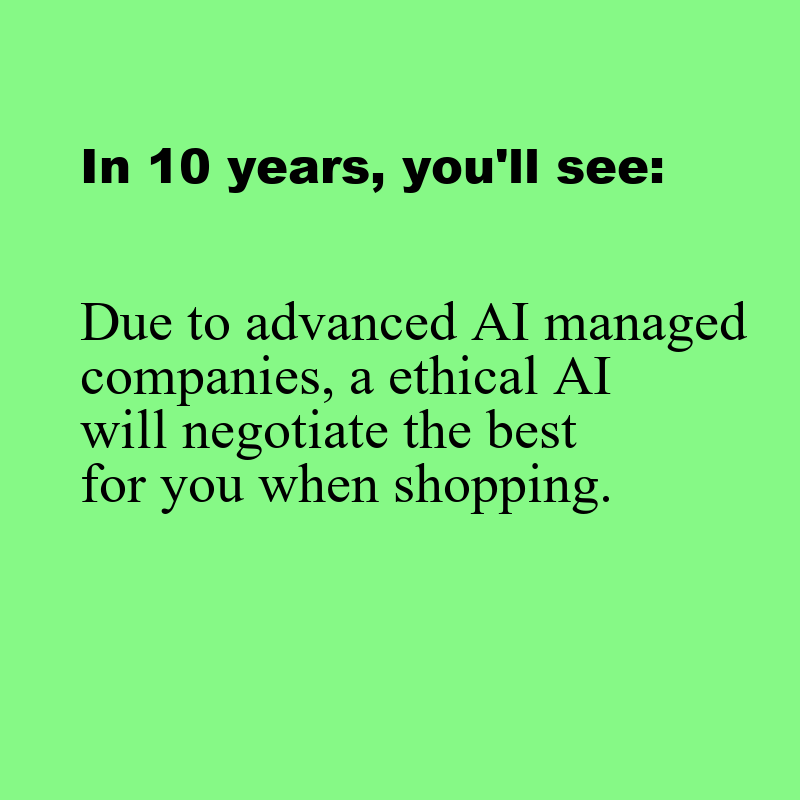 In 10 years, you'll see:
Due to advanced AI managed
companies, a ethical AI
will negotiate the best
for you when shopping.